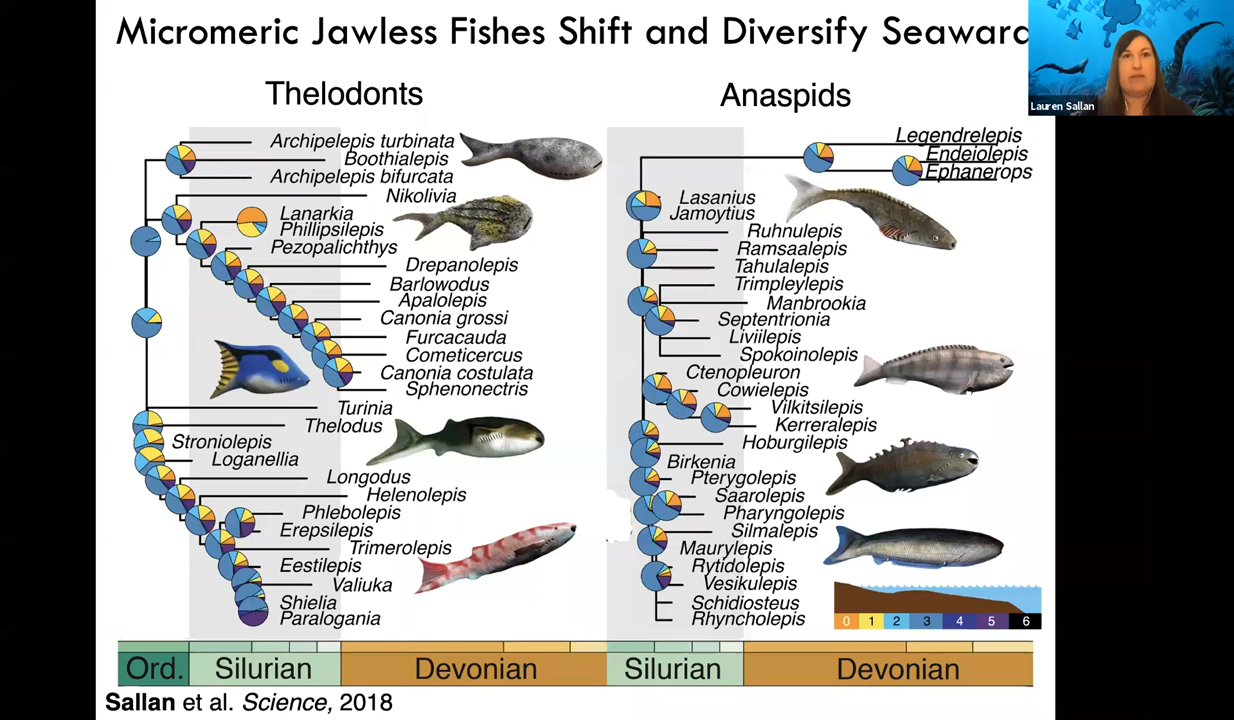 Micromeric Jawless Fishes Shift and Diversify Seaward
Lauren Sallan
Thelodonts
Archipelepis turbinata
Boothialepis
Archipelepis bifurcata
Nikolivia
Lanarkia
Phillipsilepis
Pezopalichthys
Drepanolepis
Barlowodus
Apalolepis
Canonia grossi
Furcacauda
Cometicercus
Canonia costulata
Sphenonectris
Turinia
Thelodus
Stroniolepis
Loganellia
Longodus
Helenolepis
Phlebolepis
Erepsilepis
Trimerolepis
Eestilepis
Valiuka
Shielia
Paralogania
Anaspids
Legendrelepis
Endeiolepis
Ephanerops
Lasanius
Jamoytius
Ruhnulepis
Ramsaalepis
Tahulalepis
Trimpleylepis
Manbrookia
Septentrionia
Liviilepis
Spokoinolepis
Ctenopleuron
Cowielepis
Vilkitsilepis
Kerreralepis
Hoburgilepis
Birkenia
Pterygolepis
Saarolepis
Pharyngolepis
Silmalepis
Maurylepis
Rytidolepis
Vesikulepis
Schidiosteus
Rhyncholepis
0 1 2 3 4 5 6
Ord. Silurian Devonian Silurian Devonian
Sallan et al. Science, 2018